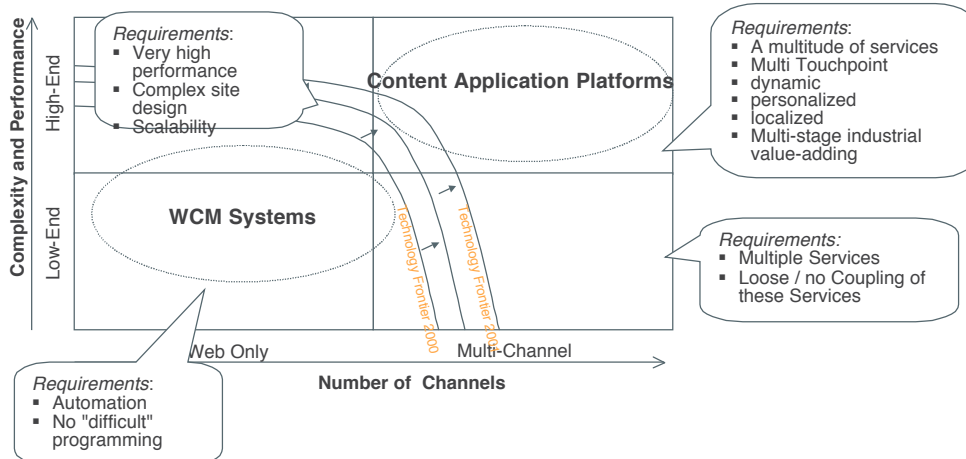 Complexity and Performance
High-End
Low-End
Requirements:
▪ Very high
performance
▪ Complex site
design
▪ Scalability
Content Application Platforms
Requirements:
▪ A multitude of services
▪ Multi Touchpoint
▪ dynamic
▪ personalized
▪ localized
▪ Multi-stage industrial
value-adding
WCM Systems
Technology Frontier 2000
Technology Frontier
Requirements:
▪ Multiple Services
▪ Loose / no Coupling of
these Services
Web Only
Multi-Channel
Number of Channels
Requirements:
▪ Automation
▪ No "difficult"
programming